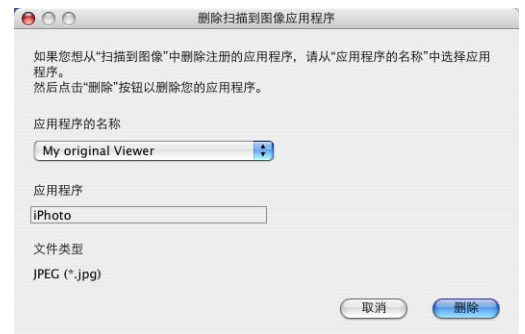 删除扫描到图像应用程序
如果您想从“扫描到图像”中删除注册的应用程序，请从“应用程序的名称”中选择应用
程序。
然后点击“删除”按钮以删除您的应用程序。
应用程序的名称
My original Viewer
应用程序
iPhoto
文件类型
JPEG (*.jpg)
取消
删除